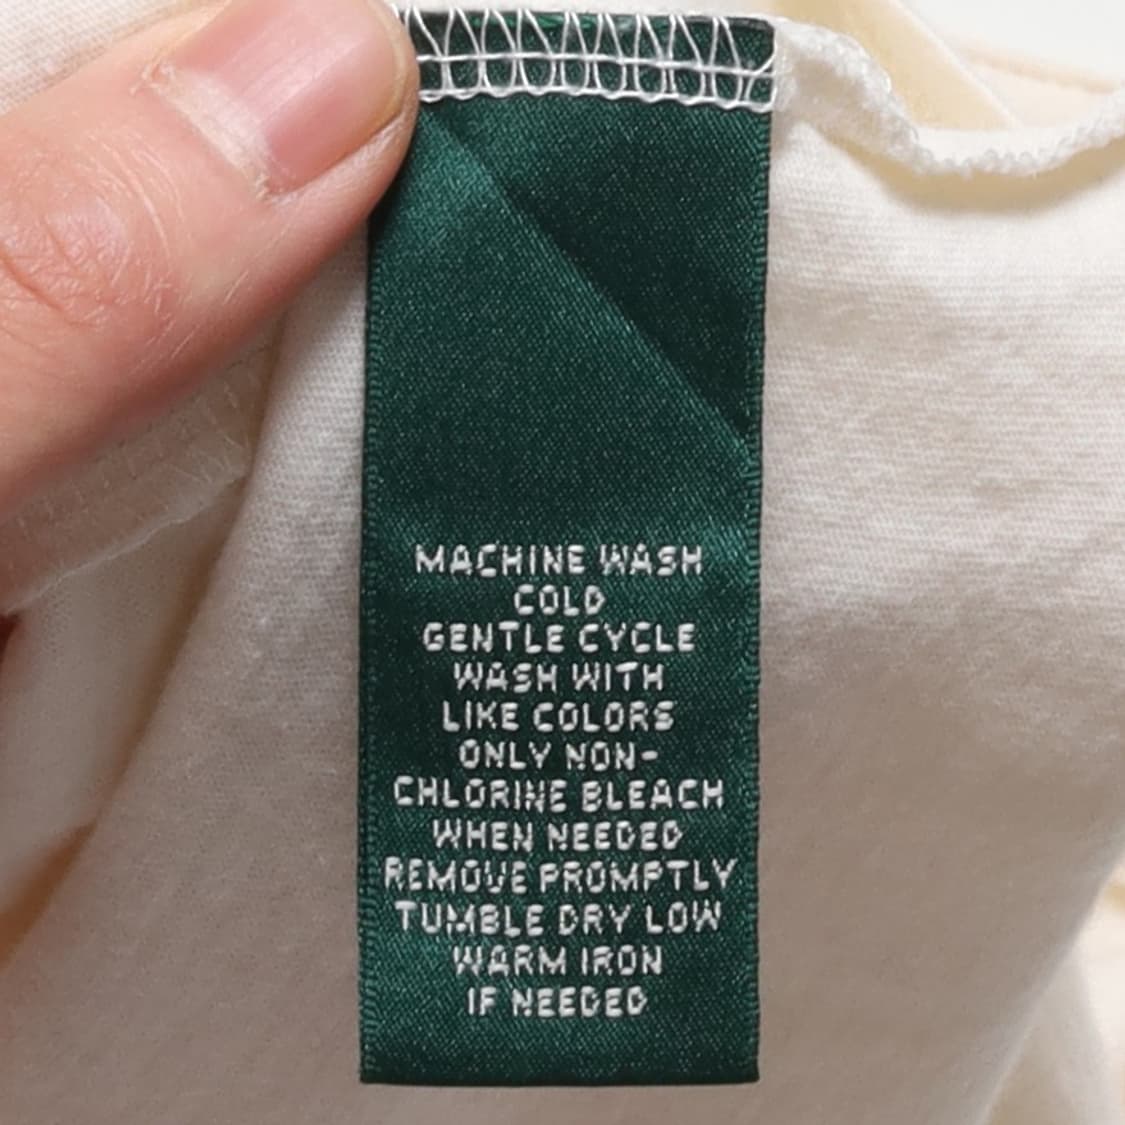 MACHINE WASH
COLD
GENTLE CYCLE
WASH WITH
LIKE COLORS
ONLY NON-
CHLORINE BLEACH
WHEN NEEDED
REMOVE PROMPTLY
TUMBLE DRY LOW
WARM IRON
IF NEEDED